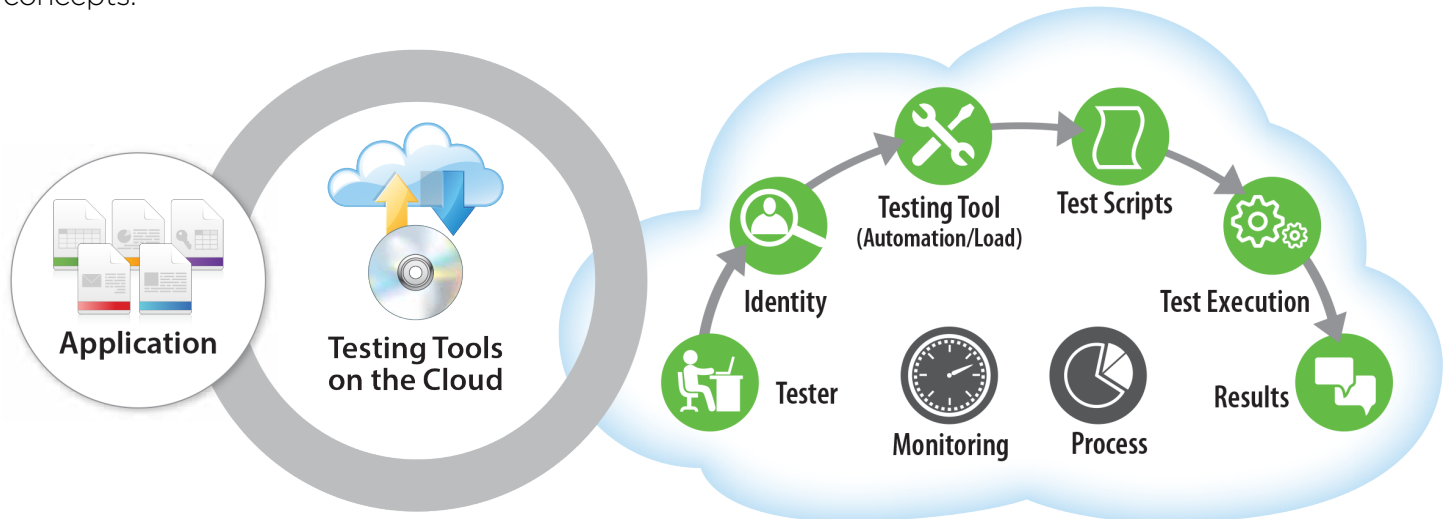 concepts.
Application
Testing Tools
on the Cloud
Tester
Identity
Testing Tool
(Automation/Load)
Test Scripts
Test Execution
Results
Monitoring
Process